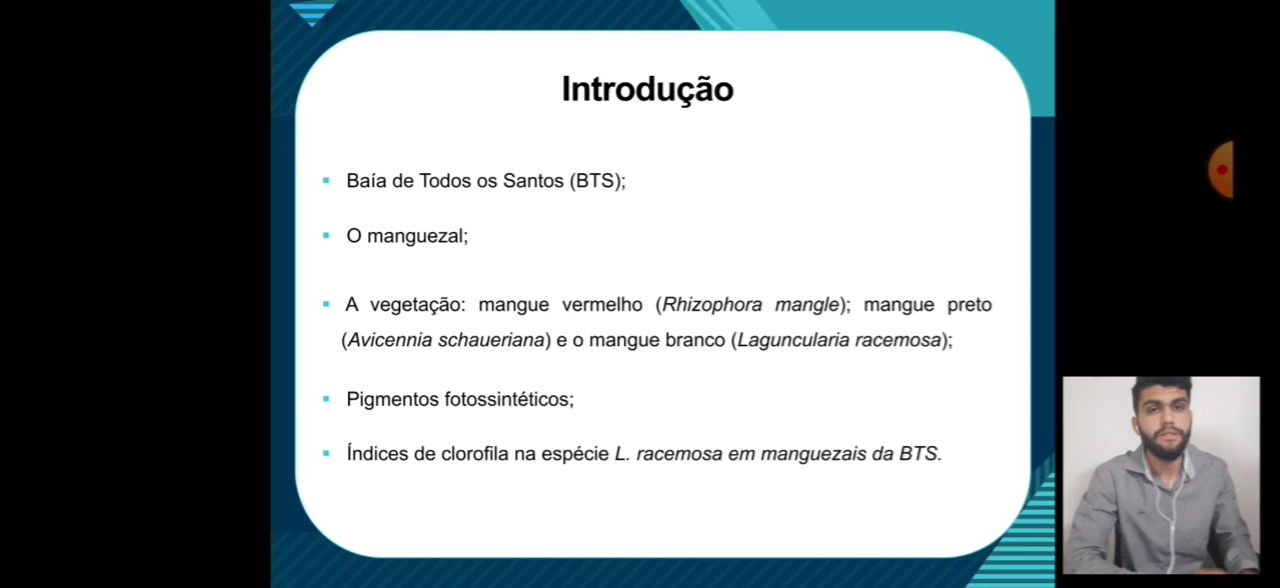 Introdução
Baía de Todos os Santos (BTS);
O manguezal;
A vegetação: mangue vermelho (Rhizophora mangle); mangue preto
(Avicennia schaueriana) e o mangue branco (Laguncularia racemosa);
Pigmentos fotossintéticos;
Índices de clorofila na espécie L. racemosa em manguezais da BTS.